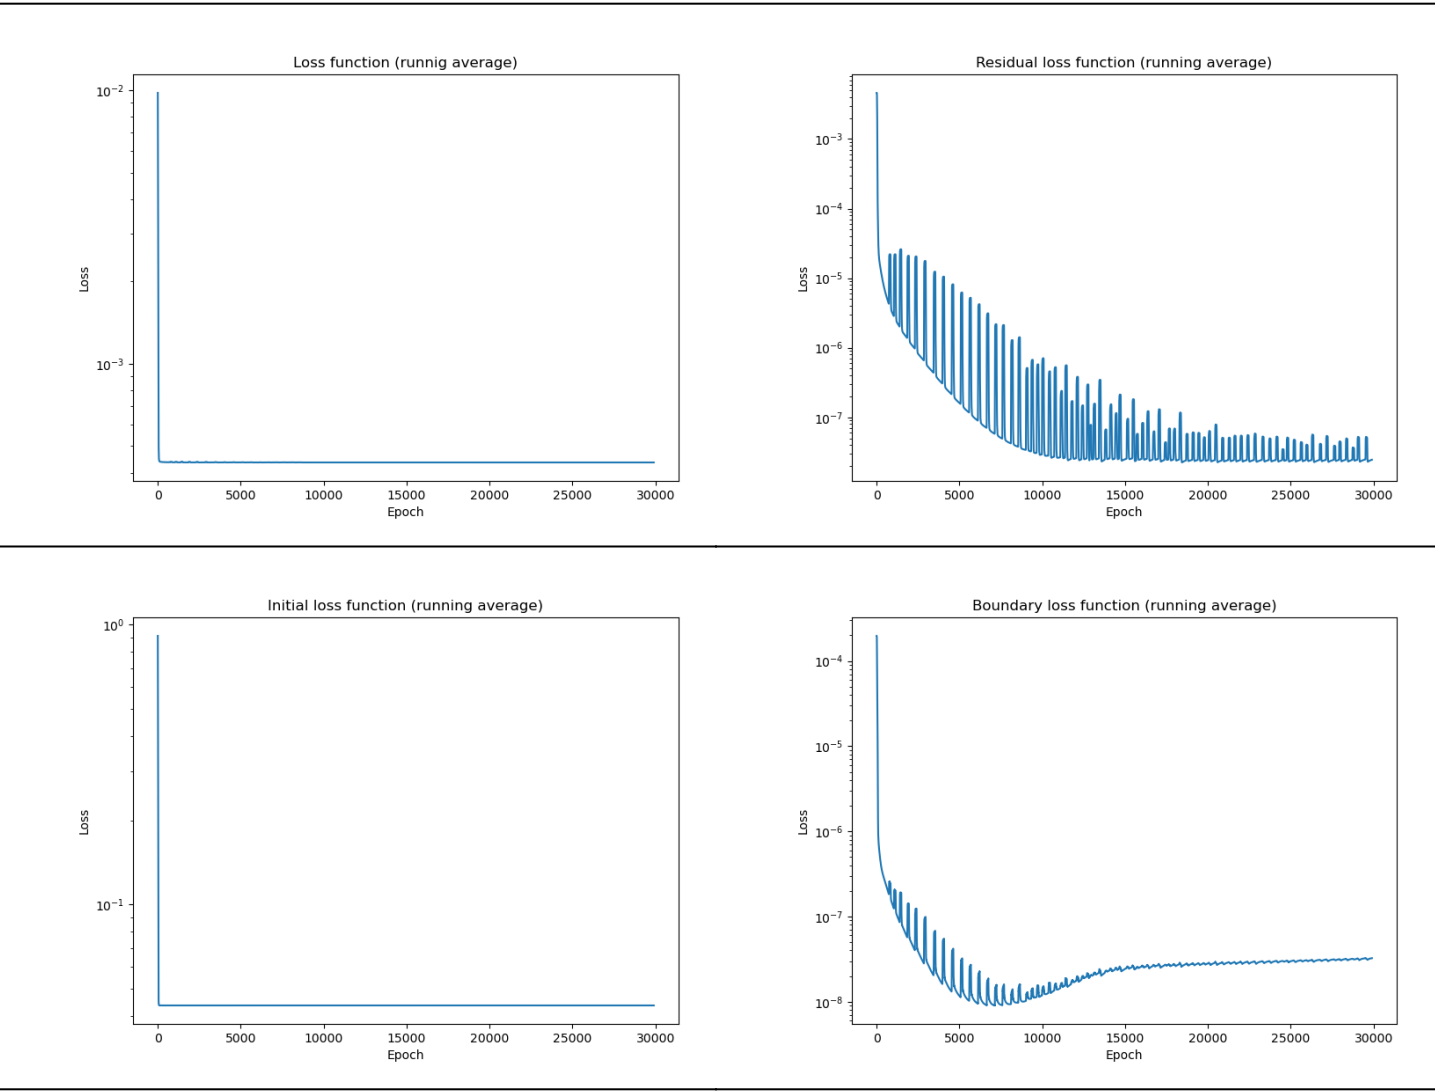 Loss function (runnig average)
10⁻²
10⁻³
Loss
0 5000 10000 15000 20000 25000 30000
Epoch
Residual loss function (running average)
10⁻³
10⁻⁴
10⁻⁵
10⁻⁶
10⁻⁷
Loss
0 5000 10000 15000 20000 25000 30000
Epoch
Initial loss function (running average)
10⁰
10⁻¹
Loss
0 5000 10000 15000 20000 25000 30000
Epoch
Boundary loss function (running average)
10⁻⁴
10⁻⁵
10⁻⁶
10⁻⁷
10⁻⁸
Loss
0 5000 10000 15000 20000 25000 30000
Epoch